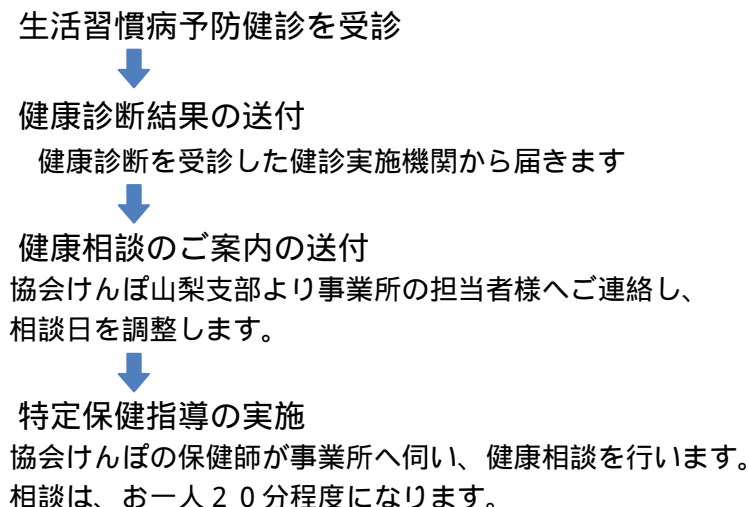 生活習慣病予防健診を受診
健康診断結果の送付
健康診断を受診した健診実施機関から届きます
健康相談のご案内の送付
協会けんぽ山梨支部より事業所の担当者様へご連絡し、
相談日を調整します。
特定保健指導の実施
協会けんぽの保健師が事業所へ伺い、健康相談を行います。
相談は、お一人２０分程度になります。